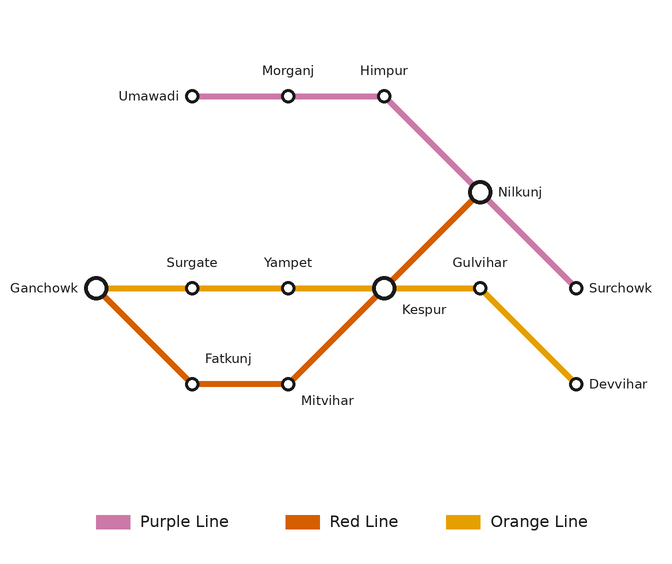 Morganj
Himpur
Umawadi
Nilkunj
Surgate
Yampet
Gulvihar
Ganchowk
Surchowk
Kespur
Fatkunj
Devvihar
Mitvihar
Purple Line
Red Line
Orange Line